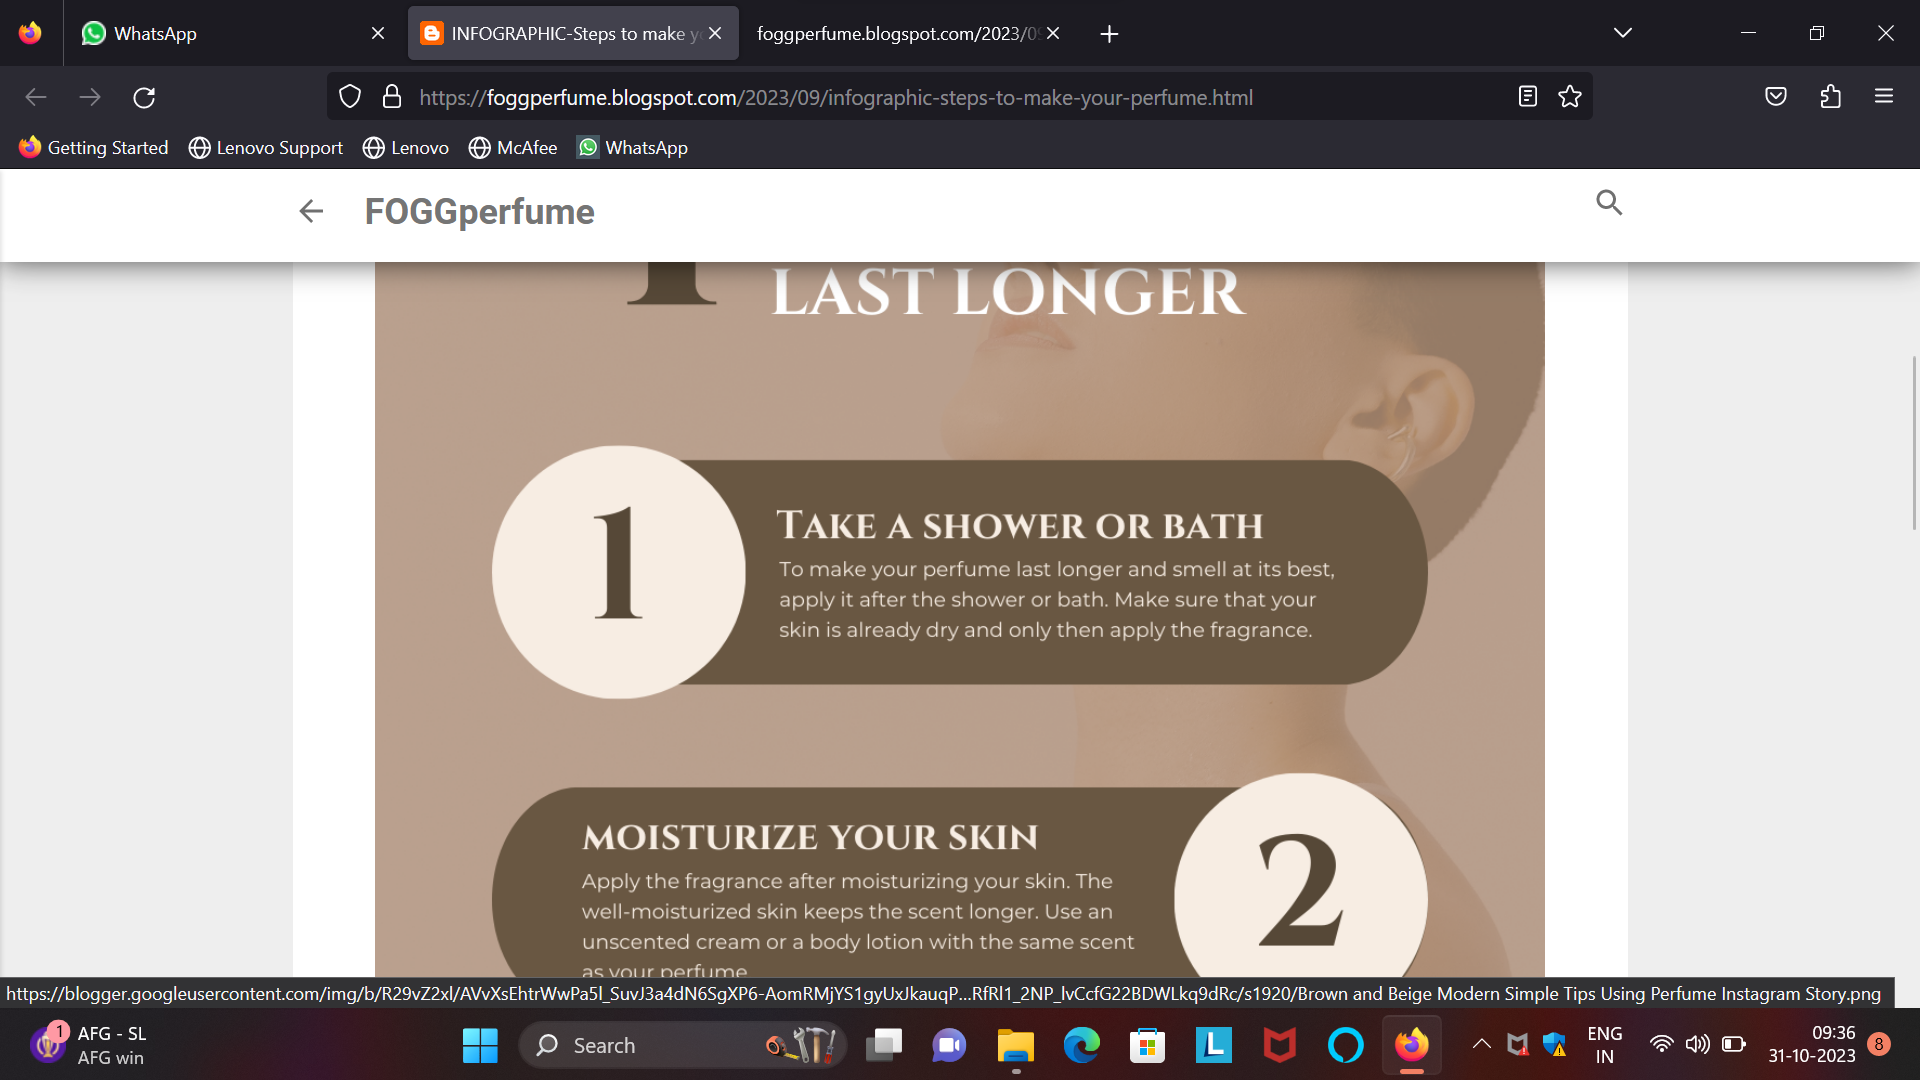 WhatsApp
INFOGRAPHIC-Steps to make y
foggperfume.blogspot.com/2023/0
https://foggperfume.blogspot.com/2023/09/infographic-steps-to-make-your-perfume.html
Getting Started
Lenovo Support
Lenovo
McAfee
WhatsApp
FOGGperfume
LAST LONGER
1
TAKE A SHOWER OR BATH
To make your perfume last longer and smell at its best,
apply it after the shower or bath. Make sure that your
skin is already dry and only then apply the fragrance.
MOISTURIZE YOUR SKIN
2
Apply the fragrance after moisturizing your skin. The
well-moisturized skin keeps the scent longer. Use an
unscented cream or a body lotion with the same scent
as your perfume
https://blogger.googleusercontent.com/img/b/R29vZ2xl/AVvXsEhtrWwPa5l_SuvJ3a4dN6SgXP6-AomRMjYS1gyUxJkauqP...RfRl1_2NP_lvCcfG22BDWLkq9dRc/s1920/Brown and Beige Modern Simple Tips Using Perfume Instagram Story.png
1
AFG - SL
AFG win
Search
L
ENG
IN
09:36
31-10-2023
8